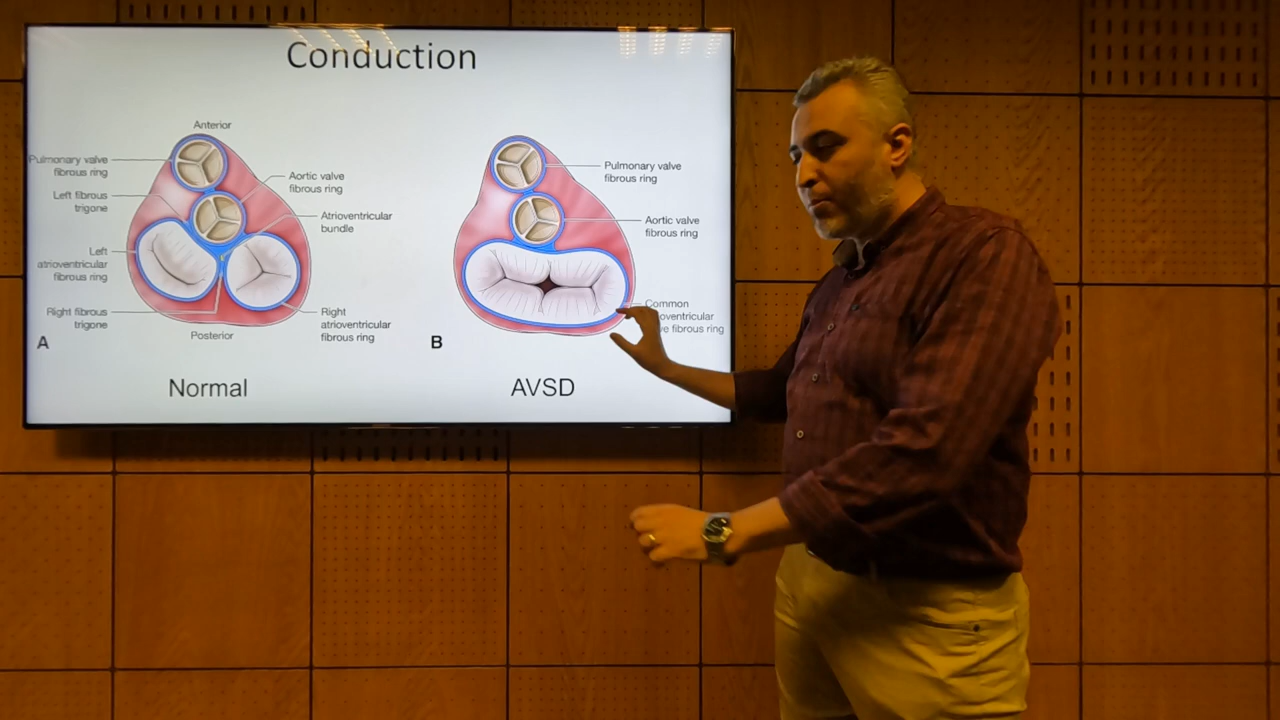 Conduction
Anterior
Pulmonary valve
fibrous ring
Left fibrous
trigone
Left
atrioventricular
fibrous ring
Right fibrous
trigone
Aortic valve
fibrous ring
Atrioventricular
bundle
Right
atrioventricular
fibrous ring
Posterior
A
Normal
Pulmonary valve
fibrous ring
Aortic valve
fibrous ring
Common
fibrous ring
B
AVSD